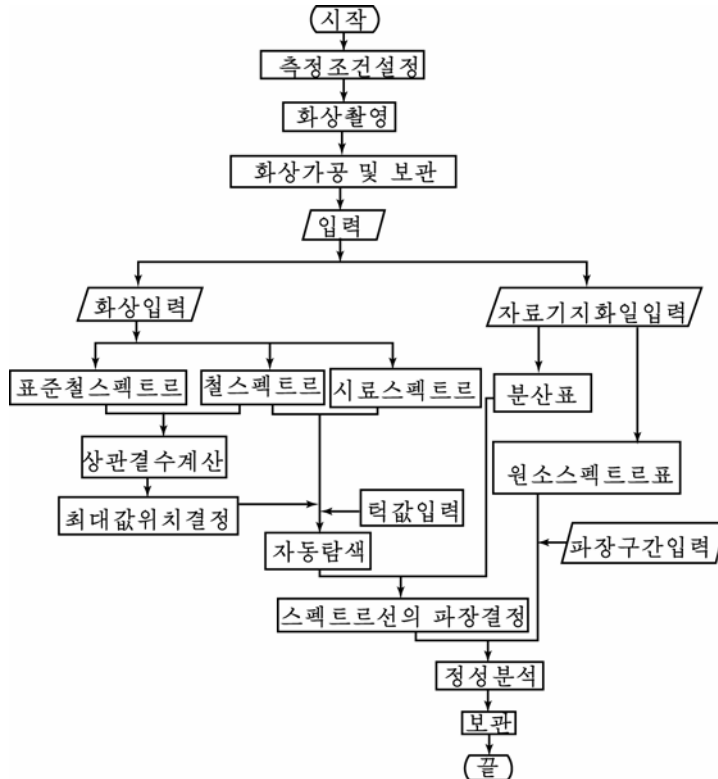 시작
측정조건설정
화상촬영
화상가공 및 보관
입력
화상입력
자료기지화일입력
표준철스펙트르
철스펙트르
시료스펙트르
분산표
상관결수계산
원소스펙트르표
최대값위치결정
턱값입력
자동탐색
파장구간입력
스펙트르선의 파장결정
정성분석
보관
끝